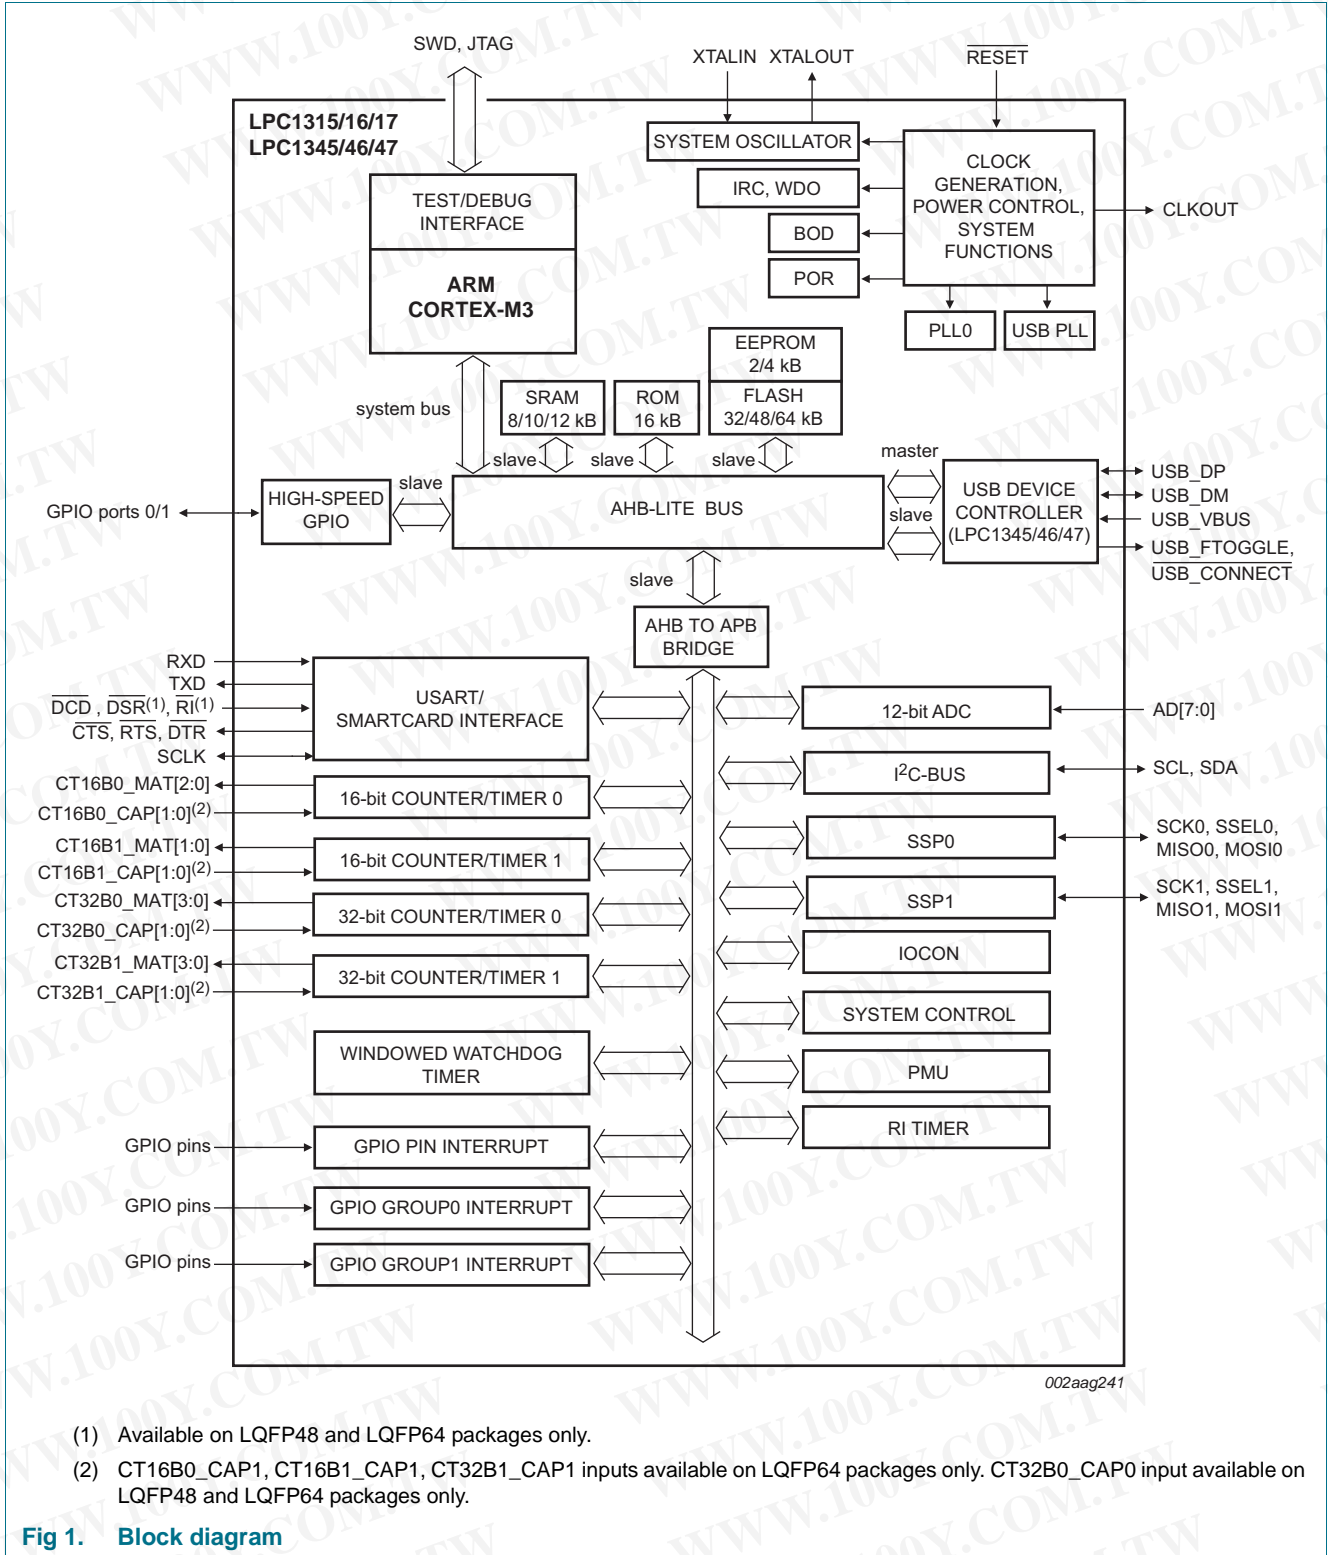 SWD, JTAG
XTALIN XTALOUT
RESET
LPC1315/16/17
LPC1345/46/47
TEST/DEBUG
INTERFACE
ARM
CORTEX-M3
SYSTEM OSCILLATOR
IRC, WDO
BOD
POR
CLOCK
GENERATION,
POWER CONTROL,
SYSTEM
FUNCTIONS
CLKOUT
PLL0
USB PLL
EEPROM
2/4 kB
FLASH
32/48/64 kB
SRAM
8/10/12 kB
ROM
16 kB
system bus
slave
slave
slave
master
slave
slave
GPIO ports 0/1
HIGH-SPEED
GPIO
AHB-LITE BUS
USB DEVICE
CONTROLLER
(LPC1345/46/47)
USB_DP
USB_DM
USB_VBUS
USB_FTOGGLE,
USB_CONNECT
slave
AHB TO APB
BRIDGE
RXD
TXD
DCD , DSR(1), RI(1)
CTS, RTS, DTR
SCLK
USART/
SMARTCARD INTERFACE
CT16B0_MAT[2:0]
CT16B0_CAP[1:0](2)
16-bit COUNTER/TIMER 0
CT16B1_MAT[1:0]
CT16B1_CAP[1:0](2)
16-bit COUNTER/TIMER 1
CT32B0_MAT[3:0]
CT32B0_CAP[1:0](2)
32-bit COUNTER/TIMER 0
CT32B1_MAT[3:0]
CT32B1_CAP[1:0](2)
32-bit COUNTER/TIMER 1
WINDOWED WATCHDOG
TIMER
GPIO pins
GPIO PIN INTERRUPT
GPIO pins
GPIO GROUP0 INTERRUPT
GPIO pins
GPIO GROUP1 INTERRUPT
12-bit ADC
AD[7:0]
I2C-BUS
SCL, SDA
SSP0
SCK0, SSEL0,
MISO0, MOSI0
SSP1
SCK1, SSEL1,
MISO1, MOSI1
IOCON
SYSTEM CONTROL
PMU
RI TIMER
002aag241
(1) Available on LQFP48 and LQFP64 packages only.
(2) CT16B0_CAP1, CT16B1_CAP1, CT32B1_CAP1 inputs available on LQFP64 packages only. CT32B0_CAP0 input available on
LQFP48 and LQFP64 packages only.
Fig 1. Block diagram
WWW.100Y.COM.TW